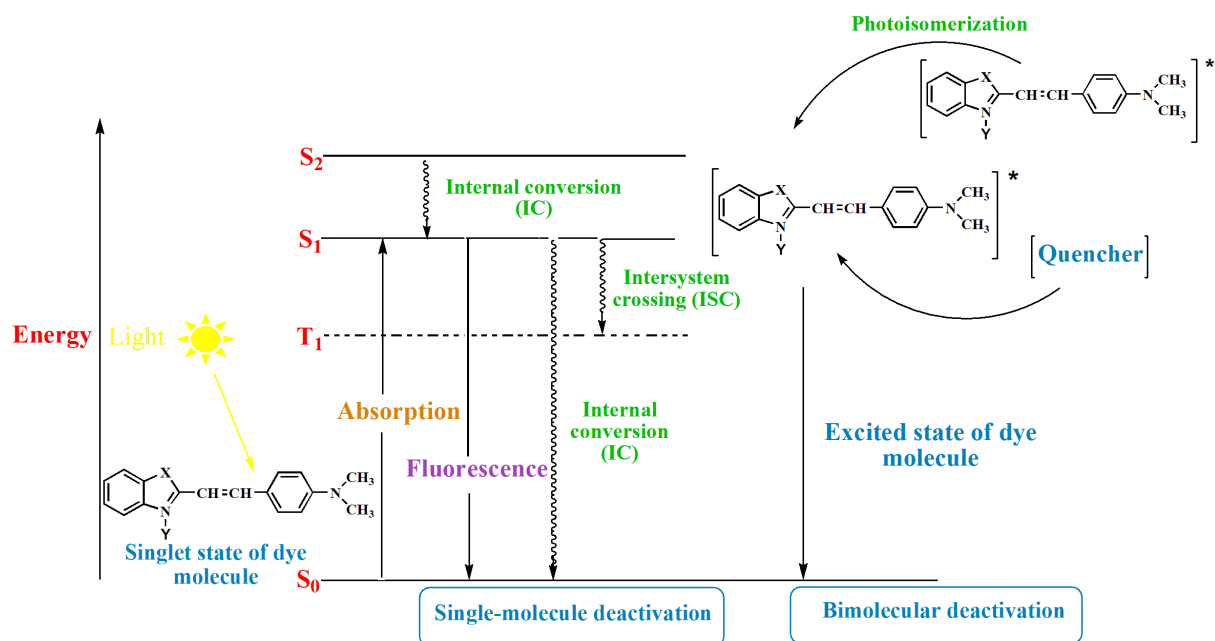 Photoisomerization
X
N
Y
CH=CH
N
CH₃
CH₃
*
S₂
Internal conversion
(IC)
X
N
Y
CH=CH
N
CH₃
CH₃
*
S₁
[Quencher]
Intersystem
crossing (ISC)
Energy
Light
T₁
Absorption
Internal
conversion
(IC)
Excited state of dye
molecule
Fluorescence
X
N
Y
CH=CH
N
CH₃
CH₃
Singlet state of dye
molecule
S₀
Single-molecule deactivation
Bimolecular deactivation